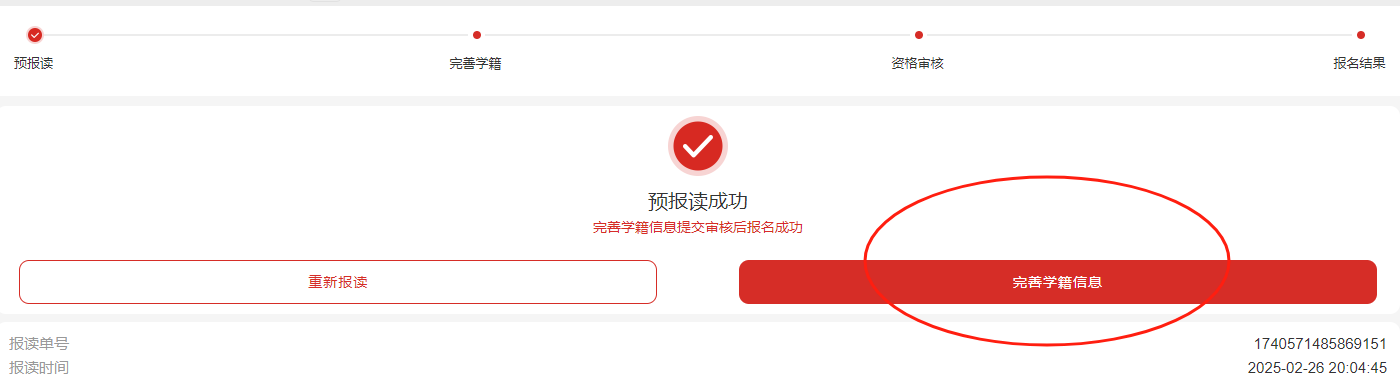 预报读 完善学籍 资格审核 报名结果
预报读成功
完善学籍信息提交审核后报名成功
重新报读 完善学籍信息
报读单号 1740571485869151
报读时间 2025-02-26 20:04:45